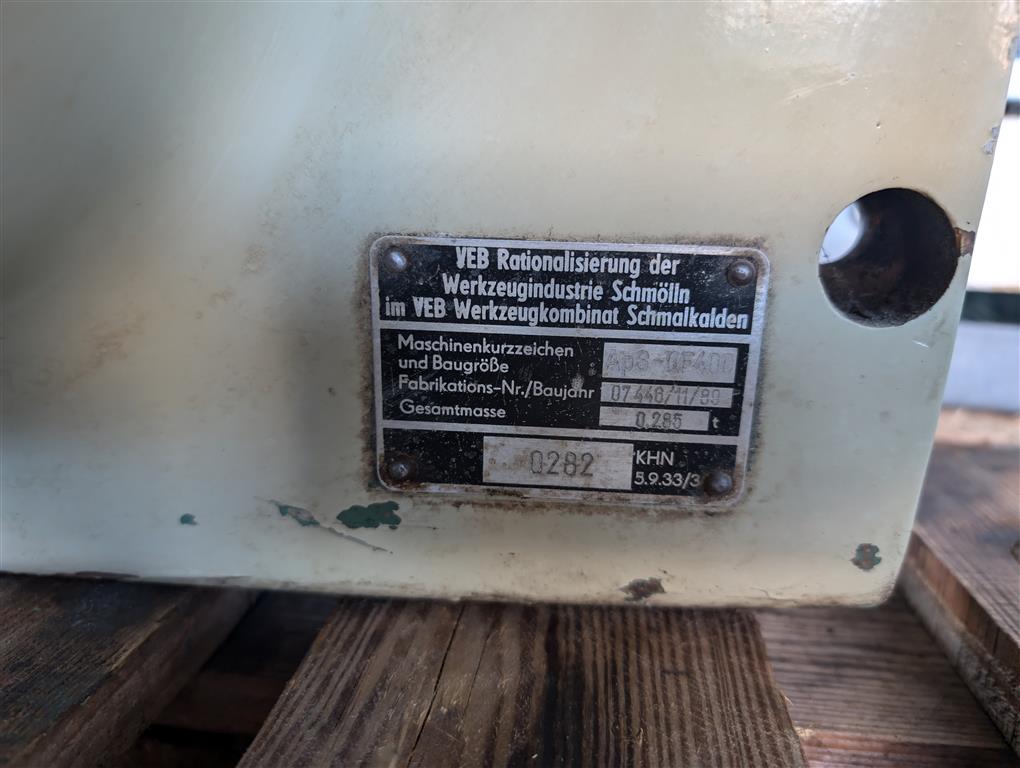 VEB Rationalisierung der
Werkzeugindustrie Schmölln
im VEB Werkzeugkombinat Schmalkalden
Maschinenkurzzeichen
und Baugröße
Fabrikations-Nr./Baujahr 07448/11/89
Gesamtmasse 0,285 t
0282 KHN
5.9.33/3